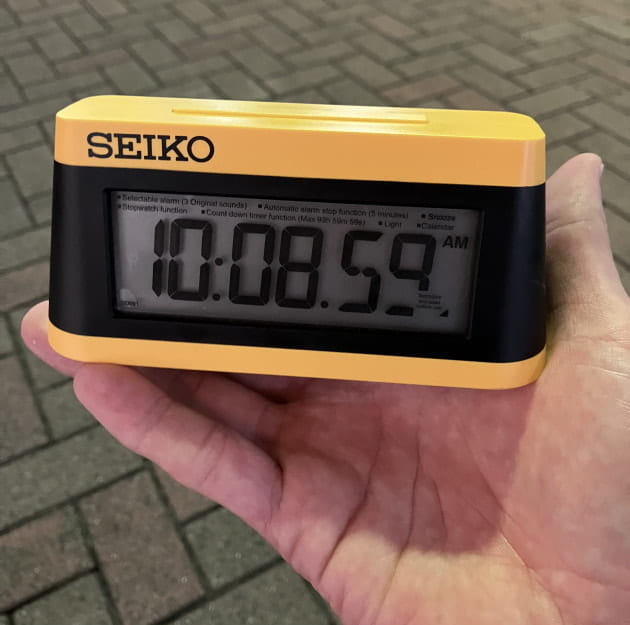 SEIKO
▪Selectable alarm (3 Original sounds) ▪Automatic alarm stop function (5 minutes) ▪Snooze
▪Stopwatch function ▪Count down timer function (Max 99h 59m 59s) ▪Light ▪Calendar
10:08.59 AM